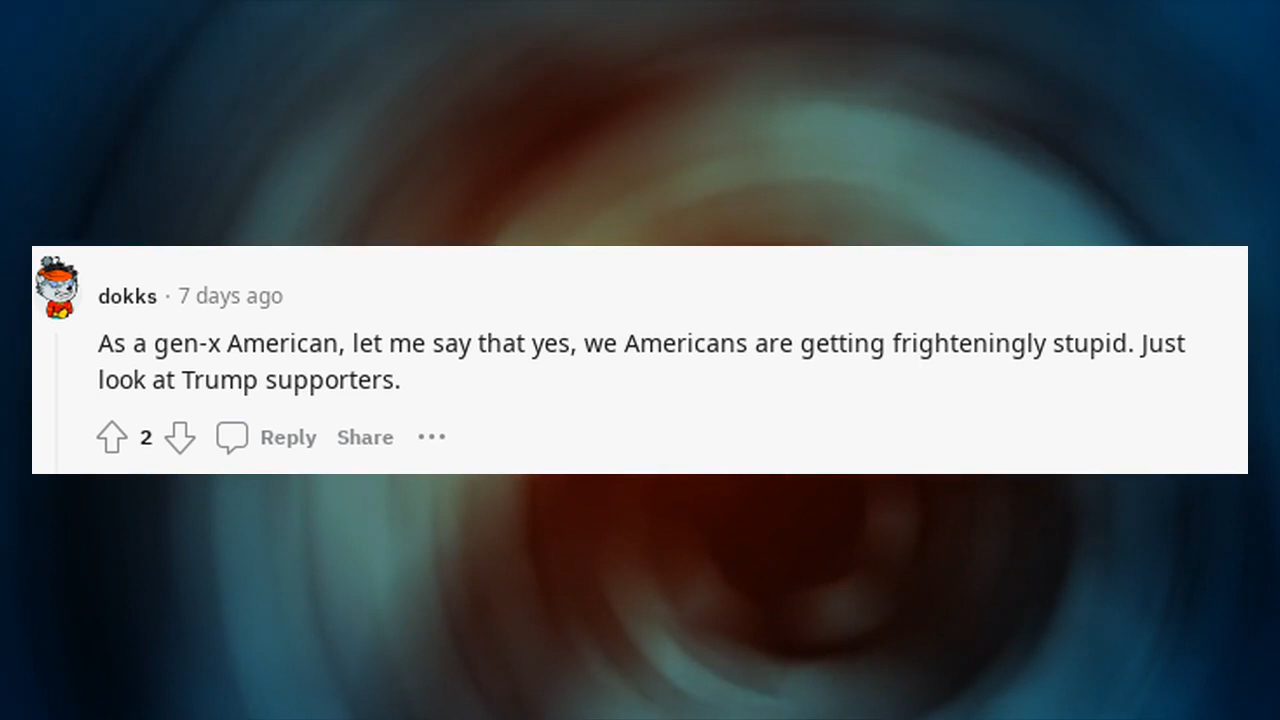 dokks · 7 days ago
As a gen-x American, let me say that yes, we Americans are getting frighteningly stupid. Just
look at Trump supporters.
2 Reply Share ···